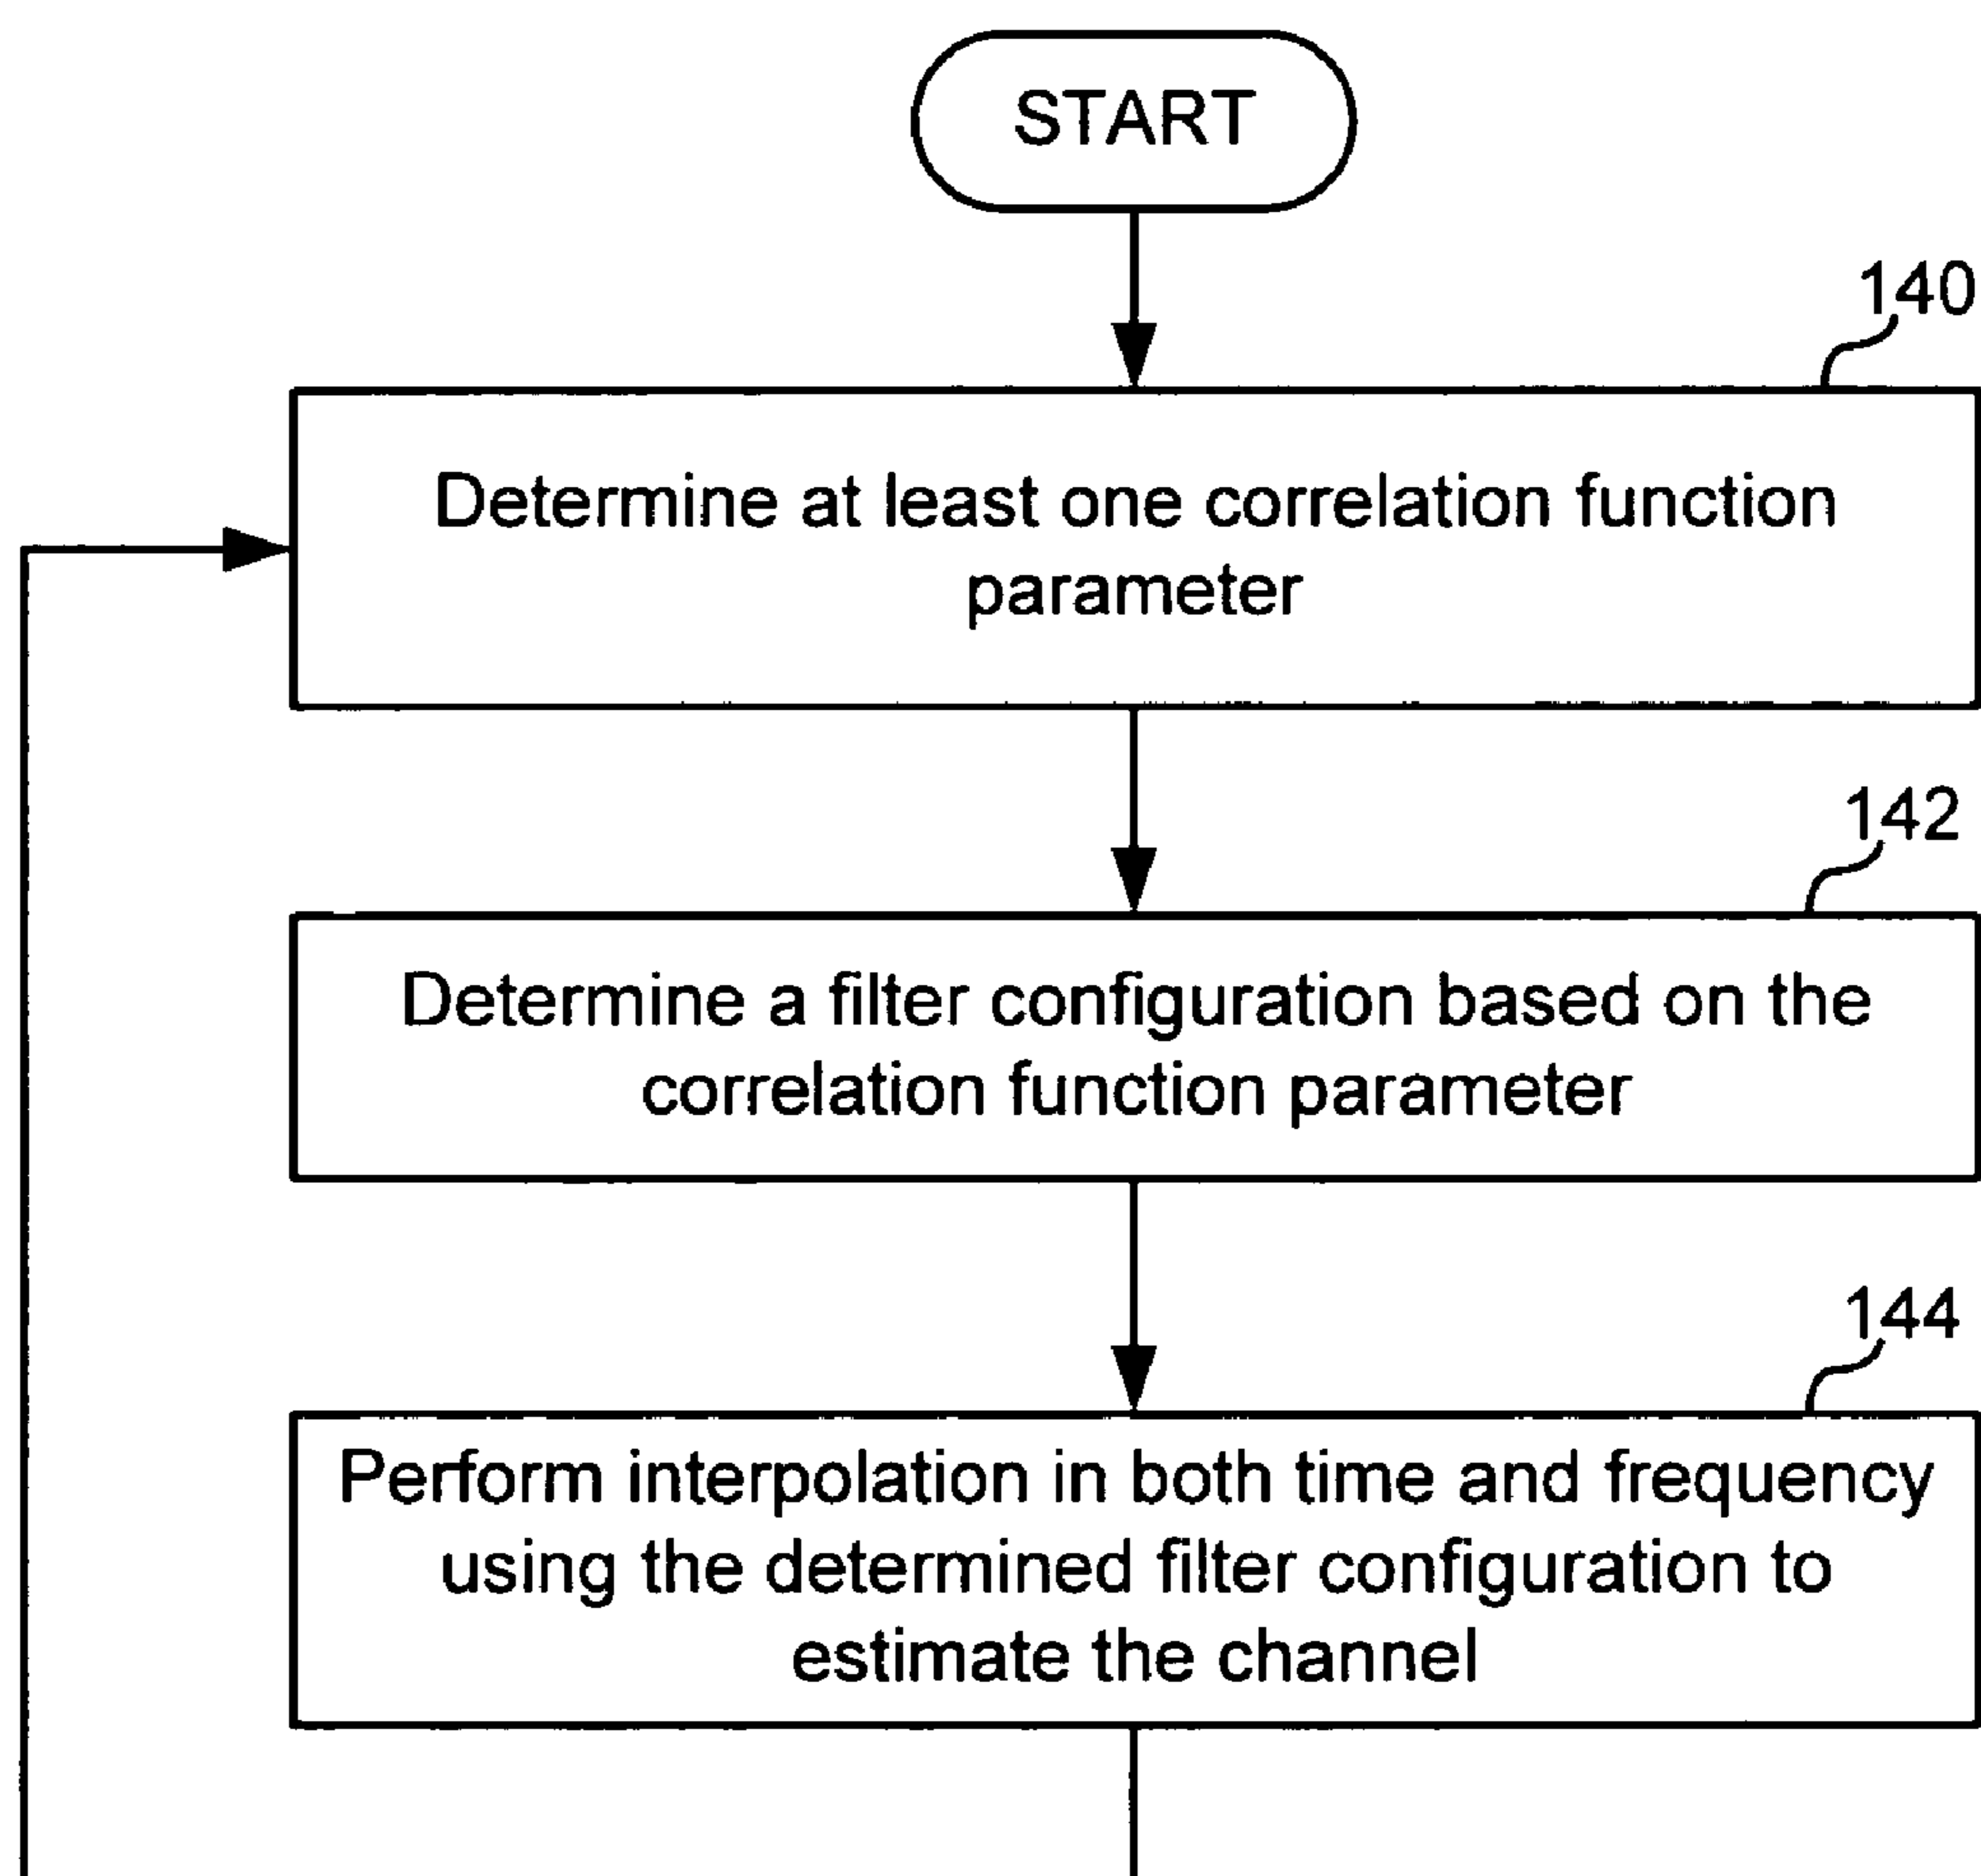 START
140
Determine at least one correlation function
parameter
142
Determine a filter configuration based on the
correlation function parameter
144
Perform interpolation in both time and frequency
using the determined filter configuration to
estimate the channel